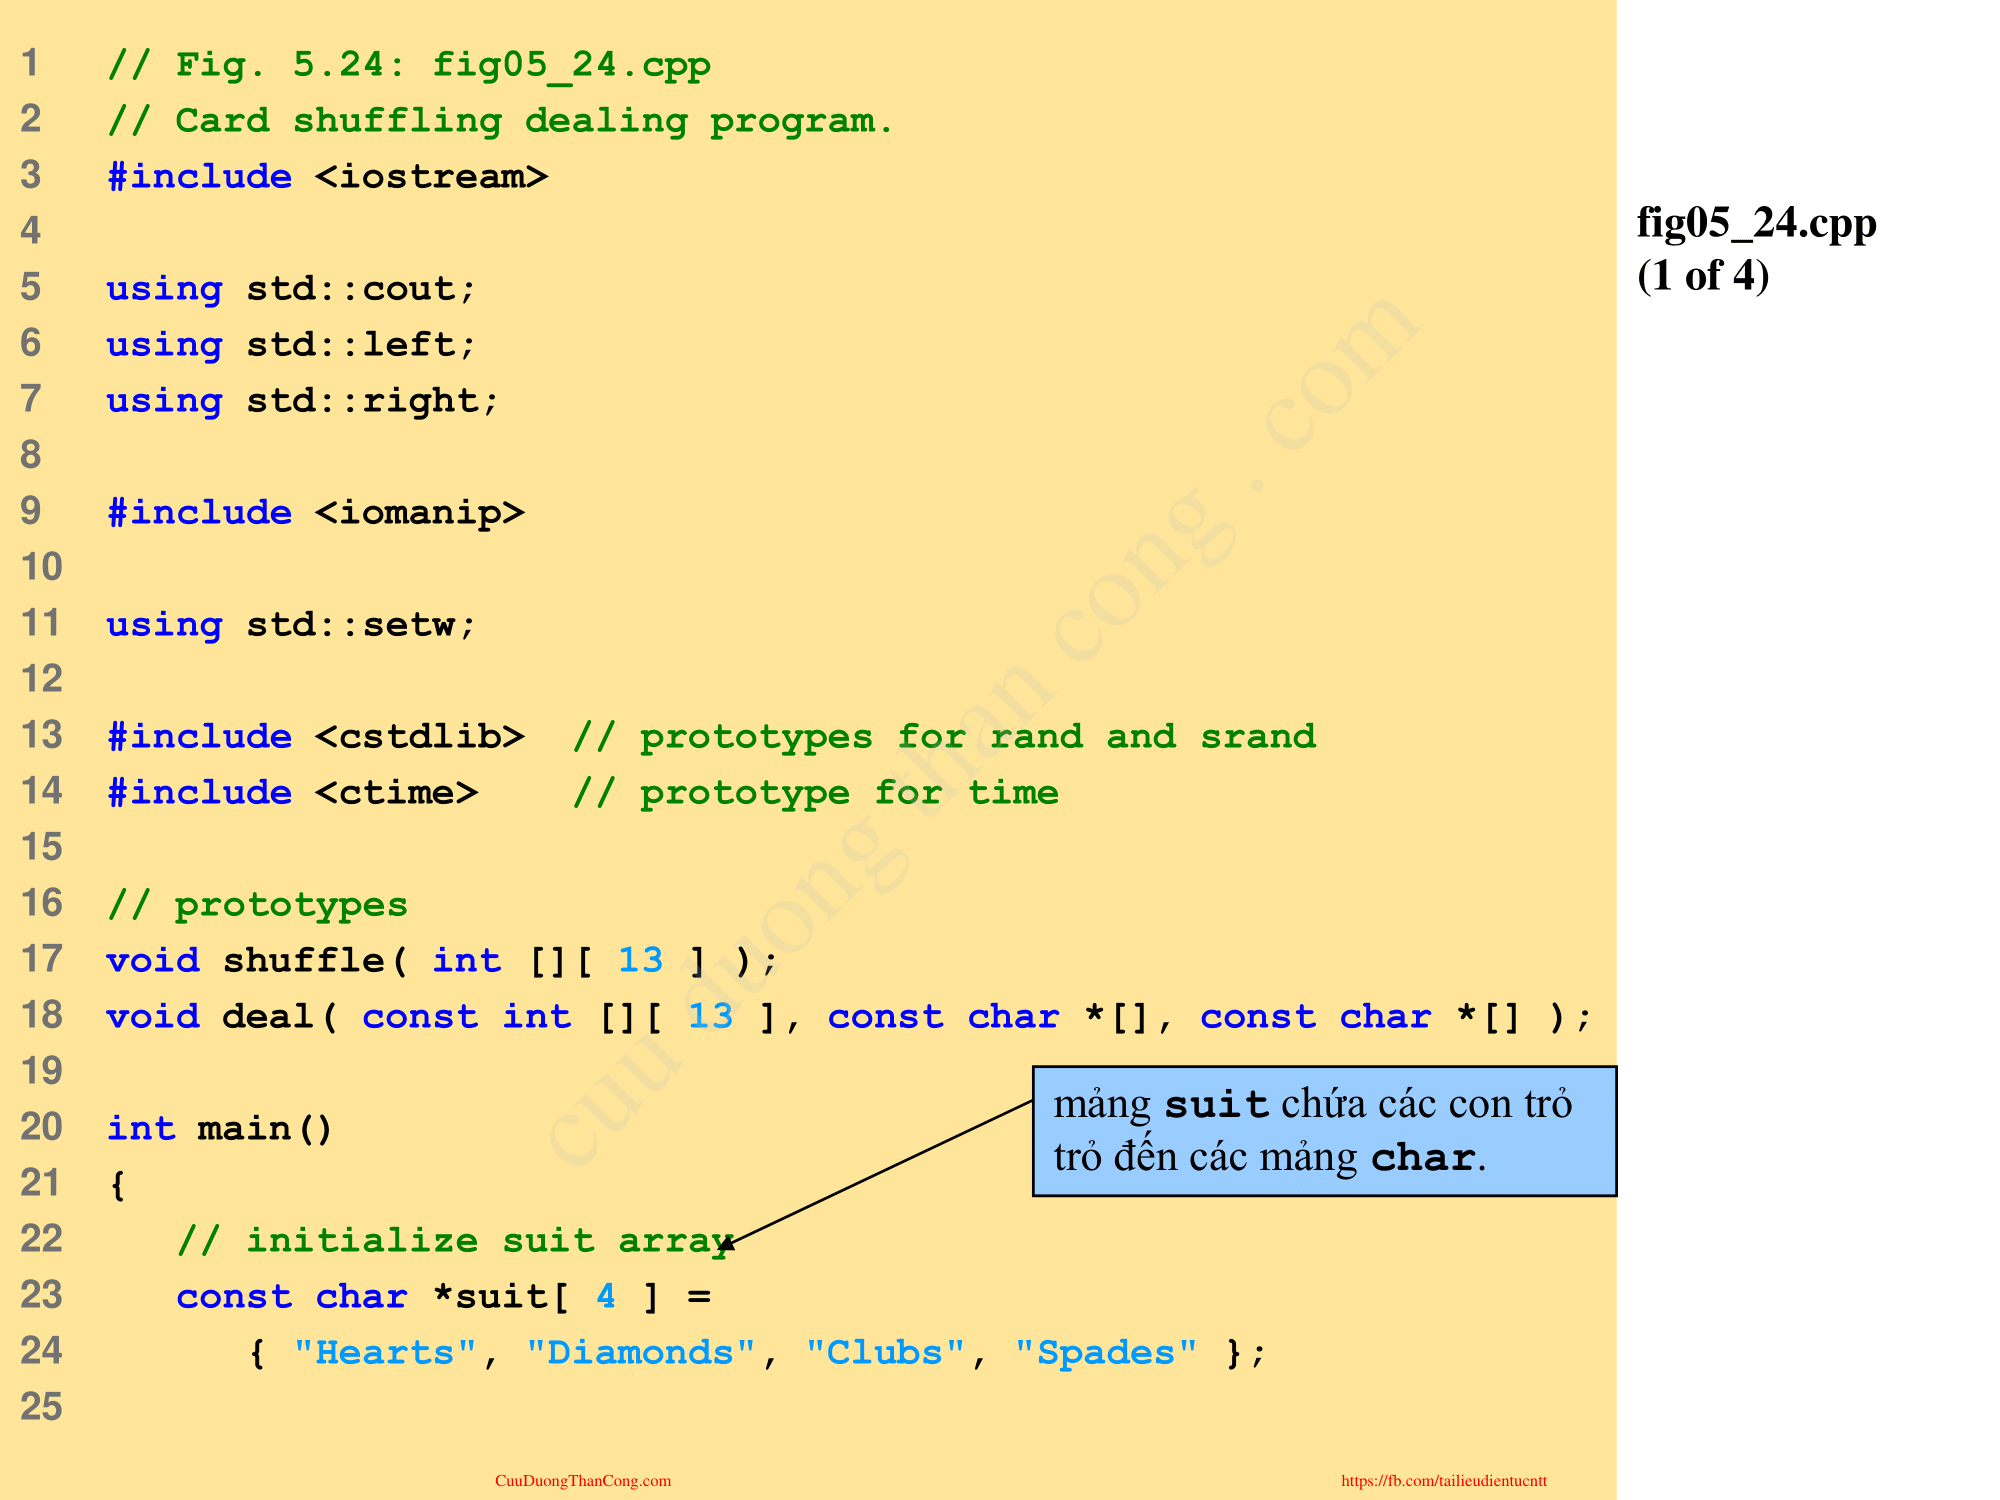 1 // Fig. 5.24: fig05_24.cpp
2 // Card shuffling dealing program.
3 #include <iostream>
4
5 using std::cout;
6 using std::left;
7 using std::right;
8
9 #include <iomanip>
10
11 using std::setw;
12
13 #include <cstdlib>  // prototypes for rand and srand
14 #include <ctime>    // prototype for time
15
16 // prototypes
17 void shuffle( int [][ 13 ] );
18 void deal( const int [][ 13 ], const char *[], const char *[] );
19
20 int main()
21 {
22    // initialize suit array
23    const char *suit[ 4 ] =
24       { "Hearts", "Diamonds", "Clubs", "Spades" };
25
mảng suit chứa các con trỏ
trỏ đến các mảng char.
fig05_24.cpp
(1 of 4)
cuu duong than cong . com
CuuDuongThanCong.com
https://fb.com/tailieudientucntt